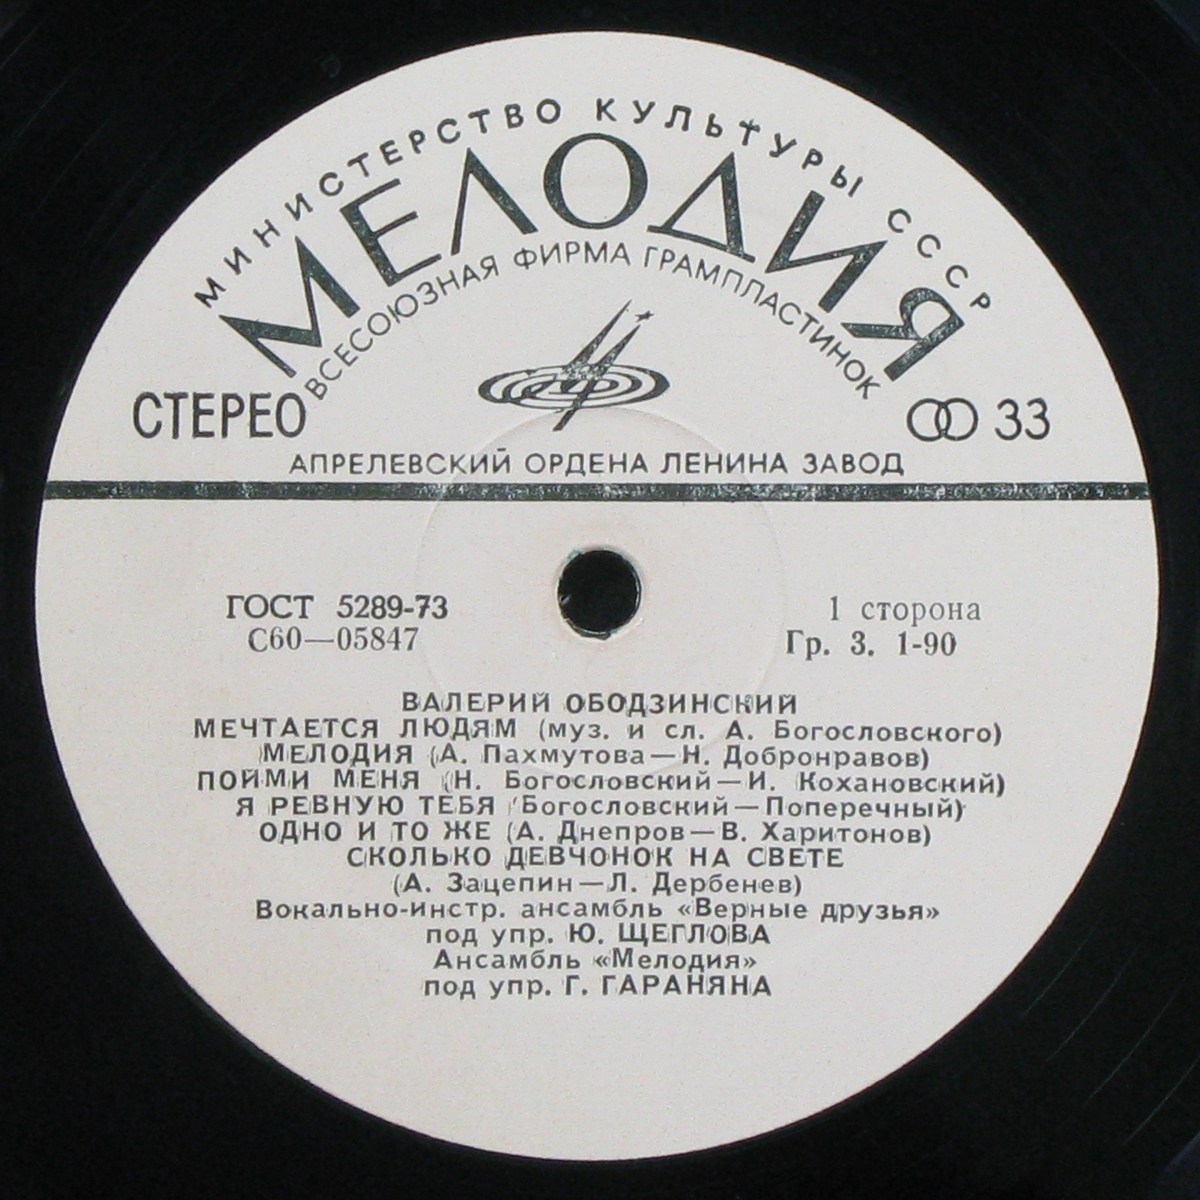 МИНИСТЕРСТВО КУЛЬТУРЫ СССР
МЕЛОДИЯ
ВСЕСОЮЗНАЯ ФИРМА ГРАМПЛАСТИНОК
СТЕРЕО
33
АПРЕЛЕВСКИЙ ОРДЕНА ЛЕНИНА ЗАВОД
ГОСТ 5289-73
С60—05847
1 сторона
Гр. 3. 1-90
ВАЛЕРИЙ ОБОДЗИНСКИЙ
МЕЧТАЕТСЯ ЛЮДЯМ (муз. и сл. А. Богословского)
МЕЛОДИЯ (А. Пахмутова—Н. Добронравов)
ПОЙМИ МЕНЯ (Н. Богословский—И. Кохановский)
Я РЕВНУЮ ТЕБЯ (Богословский—Поперечный)
ОДНО И ТО ЖЕ (А. Днепров—В. Харитонов)
СКОЛЬКО ДЕВЧОНОК НА СВЕТЕ
(А. Зацепин—Л. Дербенев)
Вокально-инстр. ансамбль «Верные друзья»
под упр. Ю. ЩЕГЛОВА
Ансамбль «Мелодия»
под упр. Г. ГАРАНЯНА